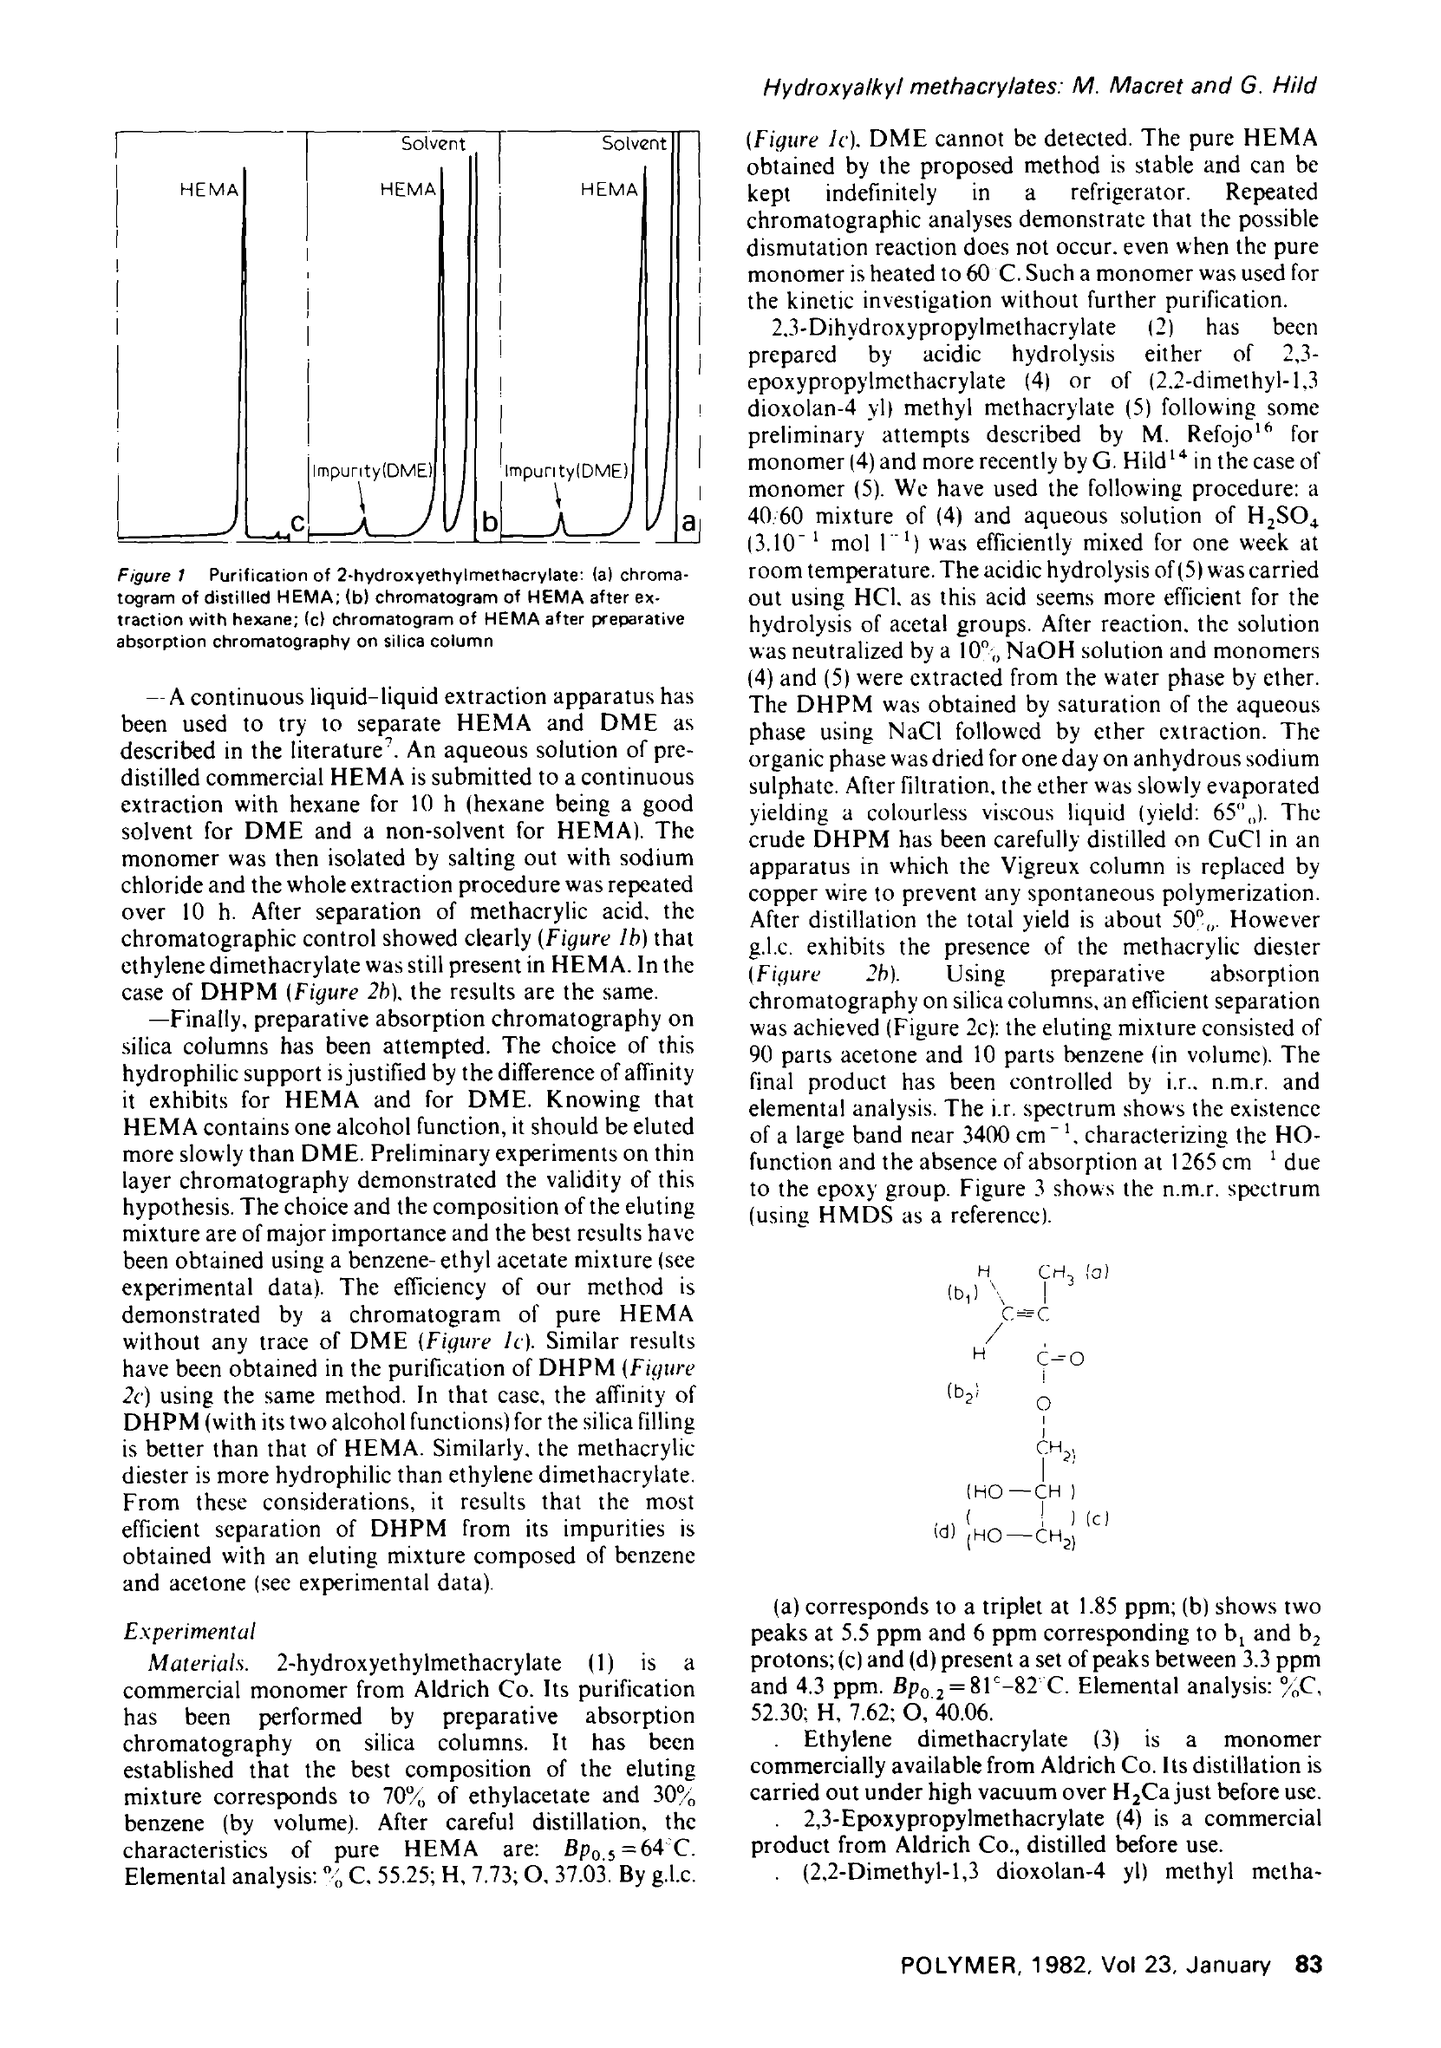 Hydroxyalkyl methacrylates: M. Macret and G. Hild
Solvent
Solvent
HEMA
HEMA
HEMA
Impurity(DME)
Impurity(DME)
c
b
a
Figure 1 Purification of 2-hydroxyethylmethacrylate: (a) chroma-
togram of distilled HEMA; (b) chromatogram of HEMA after ex-
traction with hexane; (c) chromatogram of HEMA after preparative
absorption chromatography on silica column
—A continuous liquid–liquid extraction apparatus has
been used to try to separate HEMA and DME as
described in the literature⁷. An aqueous solution of pre-
distilled commercial HEMA is submitted to a continuous
extraction with hexane for 10 h (hexane being a good
solvent for DME and a non-solvent for HEMA). The
monomer was then isolated by salting out with sodium
chloride and the whole extraction procedure was repeated
over 10 h. After separation of methacrylic acid, the
chromatographic control showed clearly (Figure 1b) that
ethylene dimethacrylate was still present in HEMA. In the
case of DHPM (Figure 2b), the results are the same.
—Finally, preparative absorption chromatography on
silica columns has been attempted. The choice of this
hydrophilic support is justified by the difference of affinity
it exhibits for HEMA and for DME. Knowing that
HEMA contains one alcohol function, it should be eluted
more slowly than DME. Preliminary experiments on thin
layer chromatography demonstrated the validity of this
hypothesis. The choice and the composition of the eluting
mixture are of major importance and the best results have
been obtained using a benzene-ethyl acetate mixture (see
experimental data). The efficiency of our method is
demonstrated by a chromatogram of pure HEMA
without any trace of DME (Figure 1c). Similar results
have been obtained in the purification of DHPM (Figure
2c) using the same method. In that case, the affinity of
DHPM (with its two alcohol functions) for the silica filling
is better than that of HEMA. Similarly, the methacrylic
diester is more hydrophilic than ethylene dimethacrylate.
From these considerations, it results that the most
efficient separation of DHPM from its impurities is
obtained with an eluting mixture composed of benzene
and acetone (see experimental data).
Experimental
Materials. 2-hydroxyethylmethacrylate (1) is a
commercial monomer from Aldrich Co. Its purification
has been performed by preparative absorption
chromatography on silica columns. It has been
established that the best composition of the eluting
mixture corresponds to 70% of ethylacetate and 30%
benzene (by volume). After careful distillation, the
characteristics of pure HEMA are: Bp₀.₅ = 64°C.
Elemental analysis: % C, 55.25; H, 7.73; O, 37.03. By g.l.c.
(Figure 1c), DME cannot be detected. The pure HEMA
obtained by the proposed method is stable and can be
kept indefinitely in a refrigerator. Repeated
chromatographic analyses demonstrate that the possible
dismutation reaction does not occur, even when the pure
monomer is heated to 60 C. Such a monomer was used for
the kinetic investigation without further purification.
2,3-Dihydroxypropylmethacrylate (2) has been
prepared by acidic hydrolysis either of 2,3-
epoxypropylmethacrylate (4) or of (2,2-dimethyl-1,3
dioxolan-4 yl) methyl methacrylate (5) following some
preliminary attempts described by M. Refojo¹⁶ for
monomer (4) and more recently by G. Hild¹⁴ in the case of
monomer (5). We have used the following procedure: a
40:60 mixture of (4) and aqueous solution of H₂SO₄
(3.10⁻¹ mol l⁻¹) was efficiently mixed for one week at
room temperature. The acidic hydrolysis of (5) was carried
out using HCl, as this acid seems more efficient for the
hydrolysis of acetal groups. After reaction, the solution
was neutralized by a 10% NaOH solution and monomers
(4) and (5) were extracted from the water phase by ether.
The DHPM was obtained by saturation of the aqueous
phase using NaCl followed by ether extraction. The
organic phase was dried for one day on anhydrous sodium
sulphate. After filtration, the ether was slowly evaporated
yielding a colourless viscous liquid (yield: 65%). The
crude DHPM has been carefully distilled on CuCl in an
apparatus in which the Vigreux column is replaced by
copper wire to prevent any spontaneous polymerization.
After distillation the total yield is about 50%. However
g.l.c. exhibits the presence of the methacrylic diester
(Figure 2b). Using preparative absorption
chromatography on silica columns, an efficient separation
was achieved (Figure 2c): the eluting mixture consisted of
90 parts acetone and 10 parts benzene (in volume). The
final product has been controlled by i.r., n.m.r. and
elemental analysis. The i.r. spectrum shows the existence
of a large band near 3400 cm⁻¹, characterizing the HO-
function and the absence of absorption at 1265 cm ¹ due
to the epoxy group. Figure 3 shows the n.m.r. spectrum
(using HMDS as a reference).
H CH₃ (a)
(b₁)
C=C
H C=O
(b₂)
O
CH₂)
(HO—CH )
( ) (c)
(d) (HO—CH₂)
(a) corresponds to a triplet at 1.85 ppm; (b) shows two
peaks at 5.5 ppm and 6 ppm corresponding to b₁ and b₂
protons; (c) and (d) present a set of peaks between 3.3 ppm
and 4.3 ppm. Bp₀.₂ = 81°–82°C. Elemental analysis: %C,
52.30; H, 7.62; O, 40.06.
. Ethylene dimethacrylate (3) is a monomer
commercially available from Aldrich Co. Its distillation is
carried out under high vacuum over H₂Ca just before use.
. 2,3-Epoxypropylmethacrylate (4) is a commercial
product from Aldrich Co., distilled before use.
. (2,2-Dimethyl-1,3 dioxolan-4 yl) methyl metha-
POLYMER, 1982, Vol 23, January 83